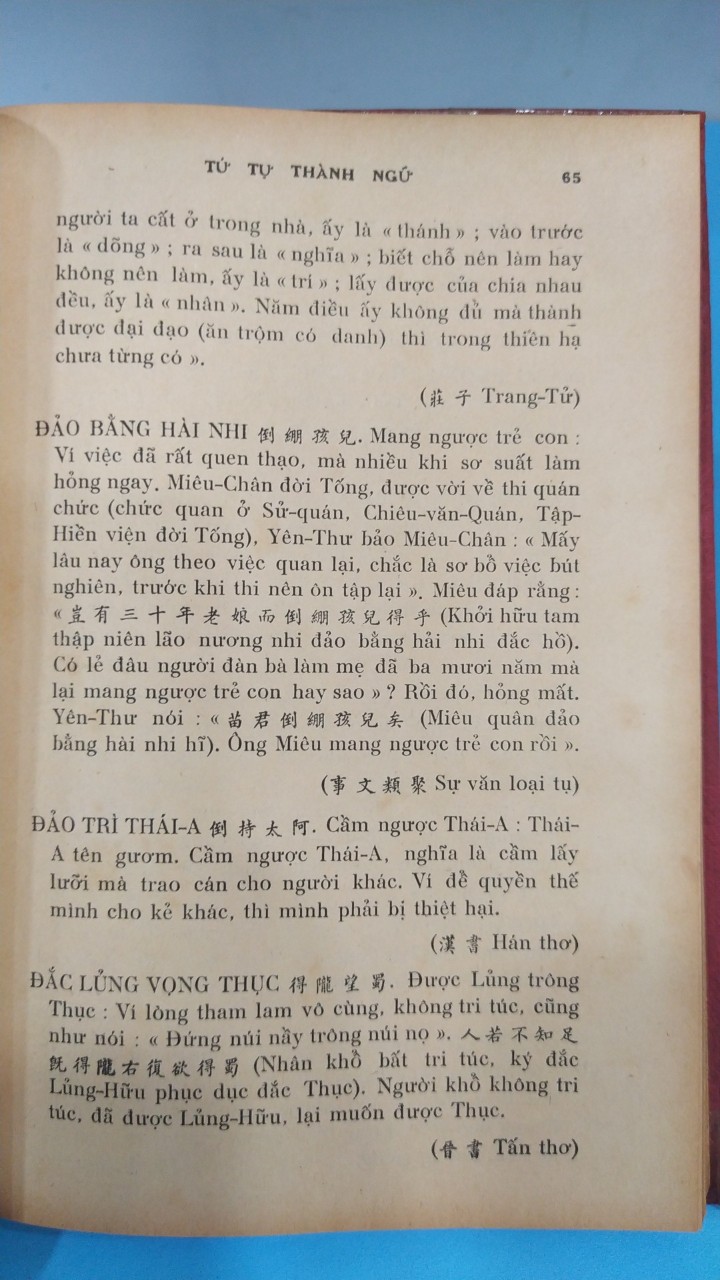 TỨ TỰ THÀNH NGỮ 65
người ta cất ở trong nhà, ấy là « thánh » ; vào trước
là « dõng » ; ra sau là « nghĩa » ; biết chỗ nên làm hay
không nên làm, ấy là « trí » ; lấy được của chia nhau
đều, ấy là « nhân ». Năm điều ấy không đủ mà thành
được đại đạo (ăn trộm có danh) thì trong thiên hạ
chưa từng có ».
(莊子 Trang-Tử)
ĐẢO BẰNG HÀI NHI 倒繃孩兒. Mang ngược trẻ con :
Ví việc đã rất quen thạo, mà nhiều khi sơ suất làm
hỏng ngay. Miêu-Chân đời Tống, được vời về thi quán
chức (chức quan ở Sử-quán, Chiêu-văn-Quán, Tập-
Hiền viện đời Tống), Yên-Thư bảo Miêu-Chân : « Mấy
lâu nay ông theo việc quan lại, chắc là sơ bỏ việc bút
nghiên, trước khi thi nên ôn tập lại ». Miêu đáp rằng :
« 豈有三十年老娘而倒繃孩兒得乎 (Khởi hữu tam
thập niên lão nương nhi đảo bằng hải nhi đắc hồ).
Có lẻ đâu người đàn bà làm mẹ đã ba mươi năm mà
lại mang ngược trẻ con hay sao » ? Rồi đó, hỏng mất.
Yên-Thư nói : « 苗君倒繃孩兒矣 (Miêu quân đảo
bằng hài nhi hĩ). Ông Miêu mang ngược trẻ con rồi ».
(事文類聚 Sự văn loại tụ)
ĐẢO TRÌ THÁI-A 倒持太阿. Cầm ngược Thái-A : Thái-
A tên gươm. Cầm ngược Thái-A, nghĩa là cầm lấy
lưỡi mà trao cán cho người khác. Ví để quyền thế
mình cho kẻ khác, thì mình phải bị thiệt hại.
(漢書 Hán thơ)
ĐẮC LỦNG VỌNG THỤC 得隴望蜀. Được Lủng trông
Thục : Ví lòng tham lam vô cùng, không tri túc, cũng
như nói : « Đứng núi nầy trông núi nọ ». 人若不知足
既得隴右復欲得蜀 (Nhân khổ bất tri túc, ký đắc
Lủng-Hữu phục dục đắc Thục). Người khổ không tri
túc, đã được Lủng-Hữu, lại muốn được Thục.
(晉書 Tấn thơ)